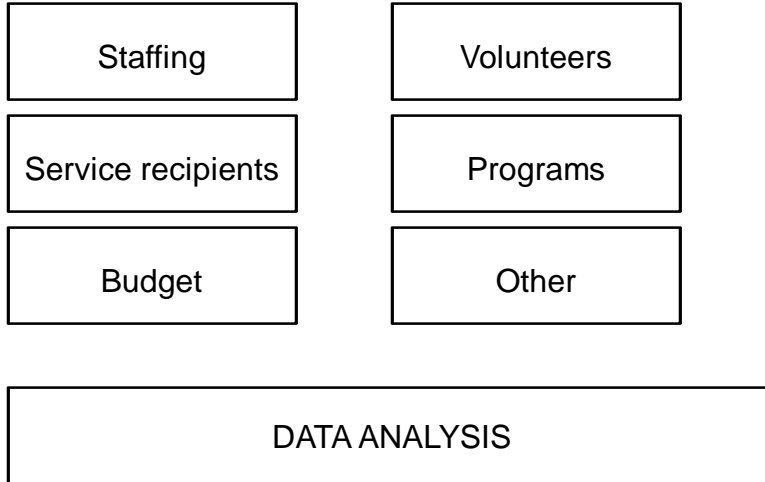 Staffing
Volunteers
Service recipients
Programs
Budget
Other
DATA ANALYSIS